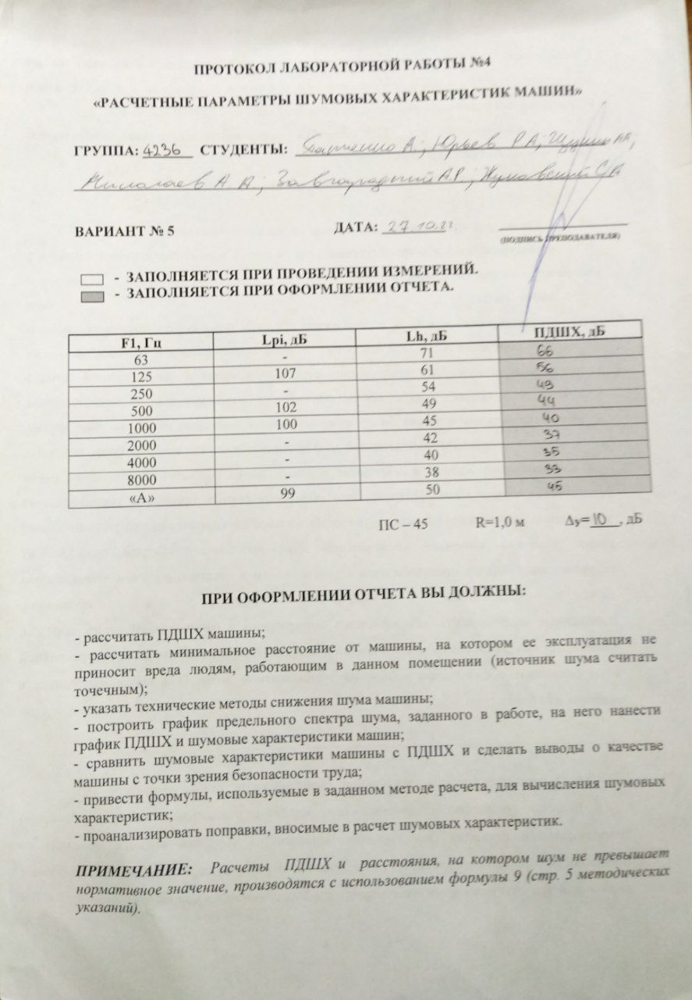 ПРОТОКОЛ ЛАБОРАТОРНОЙ РАБОТЫ №4
«РАСЧЕТНЫЕ ПАРАМЕТРЫ ШУМОВЫХ ХАРАКТЕРИСТИК МАШИН»
ГРУППА: 4236 СТУДЕНТЫ: А., Юрьев Р А,
А. А., А.Р.,
ВАРИАНТ № 5 ДАТА: 27.10.22
(ПОДПИСЬ ПРЕПОДАВАТЕЛЯ)
- ЗАПОЛНЯЕТСЯ ПРИ ПРОВЕДЕНИИ ИЗМЕРЕНИЙ.
- ЗАПОЛНЯЕТСЯ ПРИ ОФОРМЛЕНИИ ОТЧЕТА.
F1, Гц Lpi, дБ Lh, дБ ПДШХ, дБ
63 - 71 66
125 107 61 56
250 - 54 49
500 102 49 44
1000 100 45 40
2000 - 42 37
4000 - 40 35
8000 - 38 33
«А» 99 50 45
ПС – 45 R=1,0 м Δy=10, дБ
ПРИ ОФОРМЛЕНИИ ОТЧЕТА ВЫ ДОЛЖНЫ:
- рассчитать ПДШХ машины;
- рассчитать минимальное расстояние от машины, на котором ее эксплуатация не
приносит вреда людям, работающим в данном помещении (источник шума считать
точечным);
- указать технические методы снижения шума машины;
- построить график предельного спектра шума, заданного в работе, на него нанести
график ПДШХ и шумовые характеристики машин;
- сравнить шумовые характеристики машины с ПДШХ и сделать выводы о качестве
машины с точки зрения безопасности труда;
- привести формулы, используемые в заданном методе расчета, для вычисления шумовых
характеристик;
- проанализировать поправки, вносимые в расчет шумовых характеристик.
ПРИМЕЧАНИЕ: Расчеты ПДШХ и расстояния, на котором шум не превышает
нормативное значение, производятся с использованием формулы 9 (стр. 5 методических
указаний).